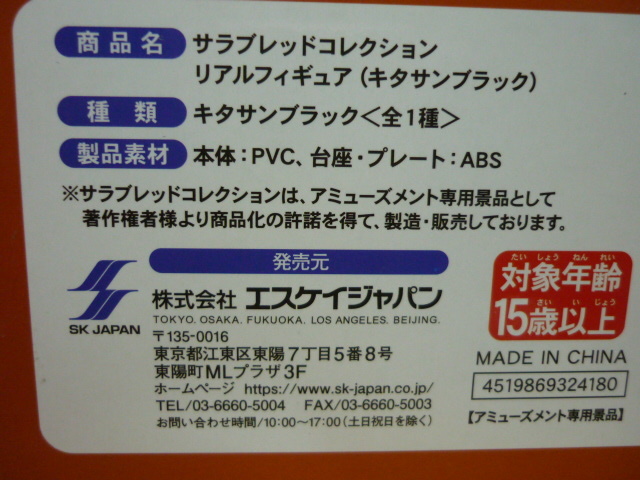 商品名 サラブレッドコレクション
リアルフィギュア（キタサンブラック）
種類 キタサンブラック＜全1種＞
製品素材 本体：PVC、台座・プレート：ABS
※サラブレッドコレクションは、アミューズメント専用景品として
著作権者様より商品化の許諾を得て、製造・販売しております。
発売元
SK JAPAN
株式会社 エスケイジャパン
TOKYO. OSAKA. FUKUOKA. LOS ANGELES. BEIJING.
〒135-0016
東京都江東区東陽7丁目5番8号
東陽町MLプラザ3F
ホームページ https://www.sk-japan.co.jp/
TEL/03-6660-5004 FAX/03-6660-5003
お問い合わせ時間/10:00〜17:00（土日祝日を除く）
たいしょうねんれい
対象年齢
さいいじょう
15歳以上
MADE IN CHINA
4519869324180
【アミューズメント専用景品】